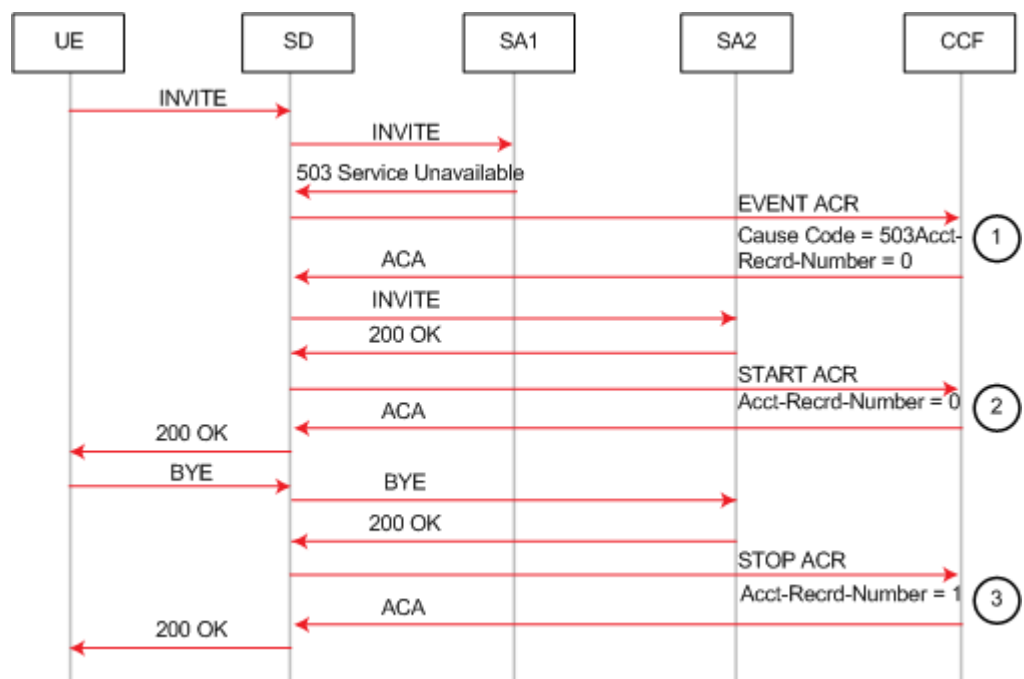 UE SD SA1 SA2 CCF
INVITE
INVITE
503 Service Unavailable
EVENT ACR
Cause Code = 503Acct-
Recrd-Number = 0
1
ACA
INVITE
200 OK
START ACR
Acct-Recrd-Number = 0
2
ACA
200 OK
BYE
BYE
200 OK
STOP ACR
Acct-Recrd-Number = 1
3
ACA
200 OK